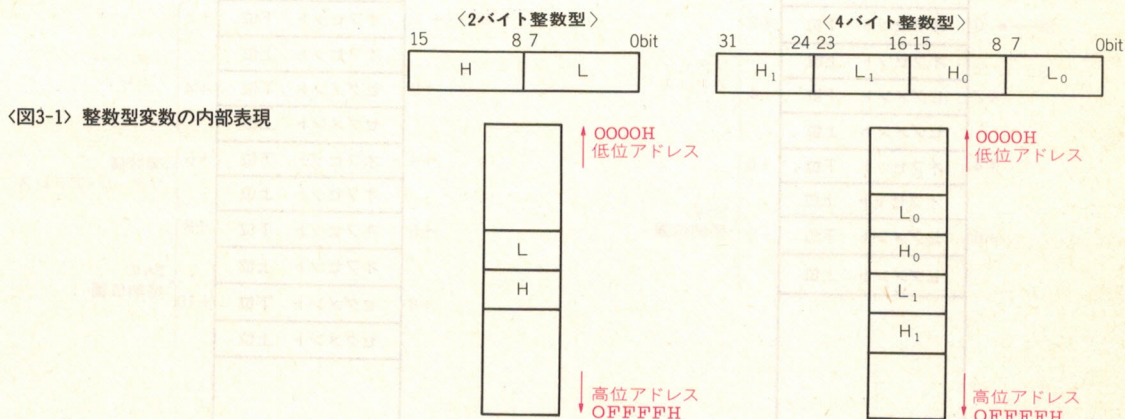 〈2バイト整数型〉
15 8 7 0bit
H L
〈4バイト整数型〉
31 24 23 16 15 8 7 0bit
H₁ L₁ H₀ L₀
〈図3-1〉 整数型変数の内部表現
0000H
低位アドレス
L
H
高位アドレス
0FFFFH
0000H
低位アドレス
L₀
H₀
L₁
H₁
高位アドレス
0FFFFH